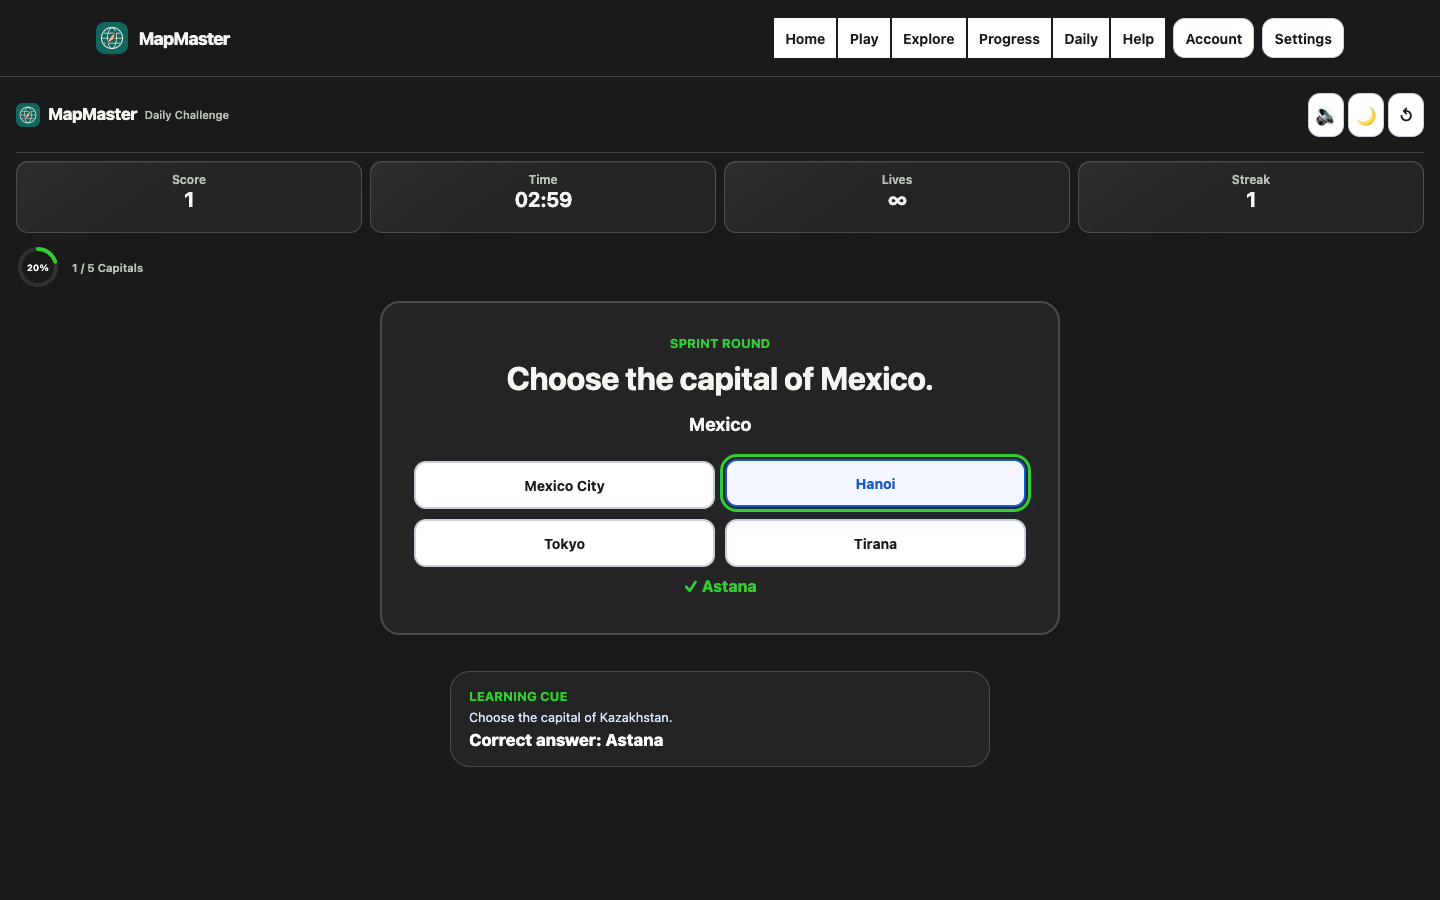 MapMaster
Home Play Explore Progress Daily Help Account Settings
MapMaster Daily Challenge
Score Time Lives Streak
1 02:59 ∞ 1
20% 1 / 5 Capitals
SPRINT ROUND
Choose the capital of Mexico.
Mexico
Mexico City Hanoi
Tokyo Tirana
✓ Astana
LEARNING CUE
Choose the capital of Kazakhstan.
Correct answer: Astana